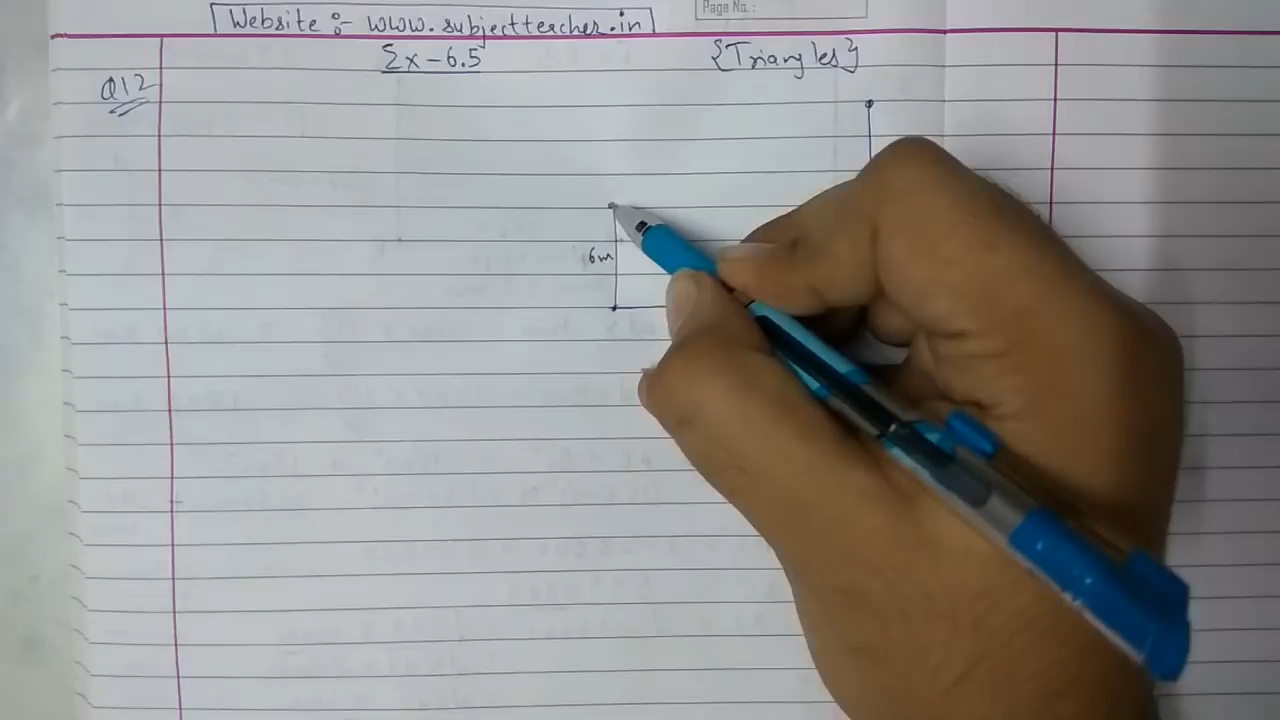 Page No. :
Website :- www.subjectteacher.in
Ex-6.5 {Triangles}
Q12
6m